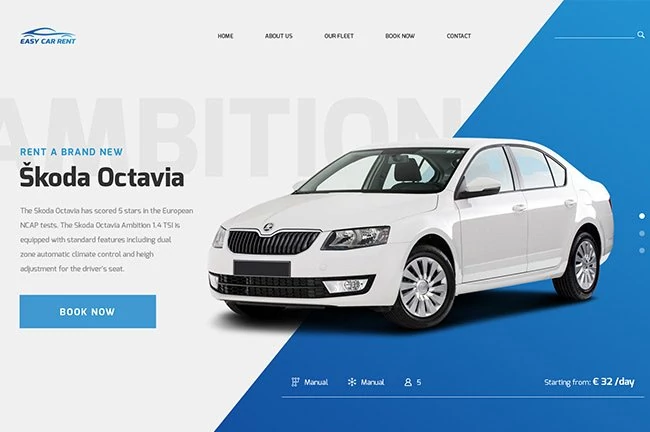 EASY CAR RENT
HOME ABOUT US OUR FLEET BOOK NOW CONTACT
AMBITION
RENT A BRAND NEW
Škoda Octavia
The Skoda Octavia has scored 5 stars in the European
NCAP tests. The Skoda Octavia Ambition 1.4 TSI is
equipped with standard features including dual
zone automatic climate control and heigh
adjustment for the driver's seat.
BOOK NOW
Manual Manual 5 Starting from: € 32 /day